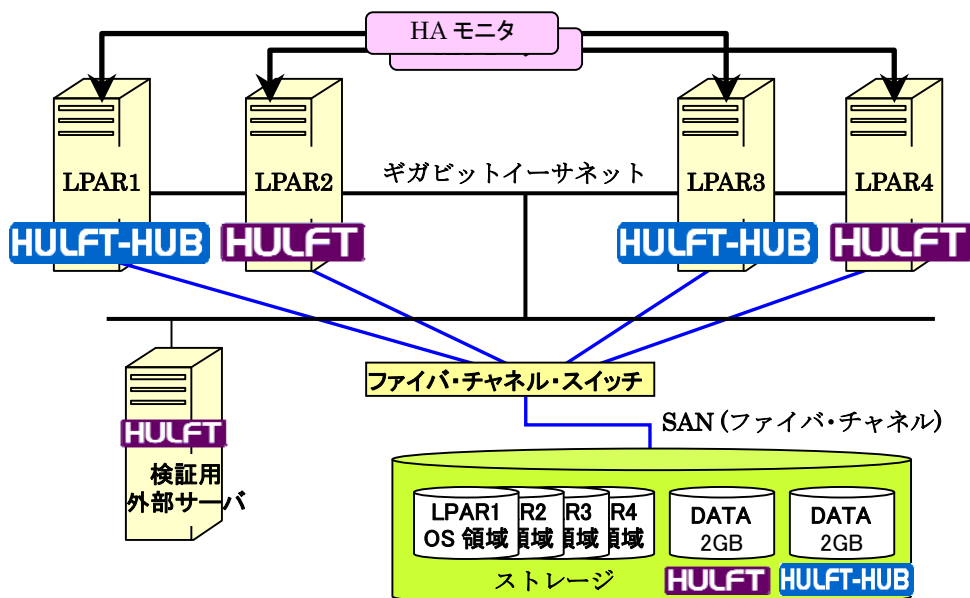 HA モニタ
LPAR1
LPAR2
ギガビットイーサネット
LPAR3
LPAR4
HULFT-HUB
HULFT
HULFT-HUB
HULFT
ファイバ・チャネル・スイッチ
HULFT
検証用
外部サーバ
SAN (ファイバ・チャネル)
LPAR1
OS 領域
R2
領域
R3
領域
R4
領域
DATA
2GB
DATA
2GB
ストレージ
HULFT
HULFT-HUB